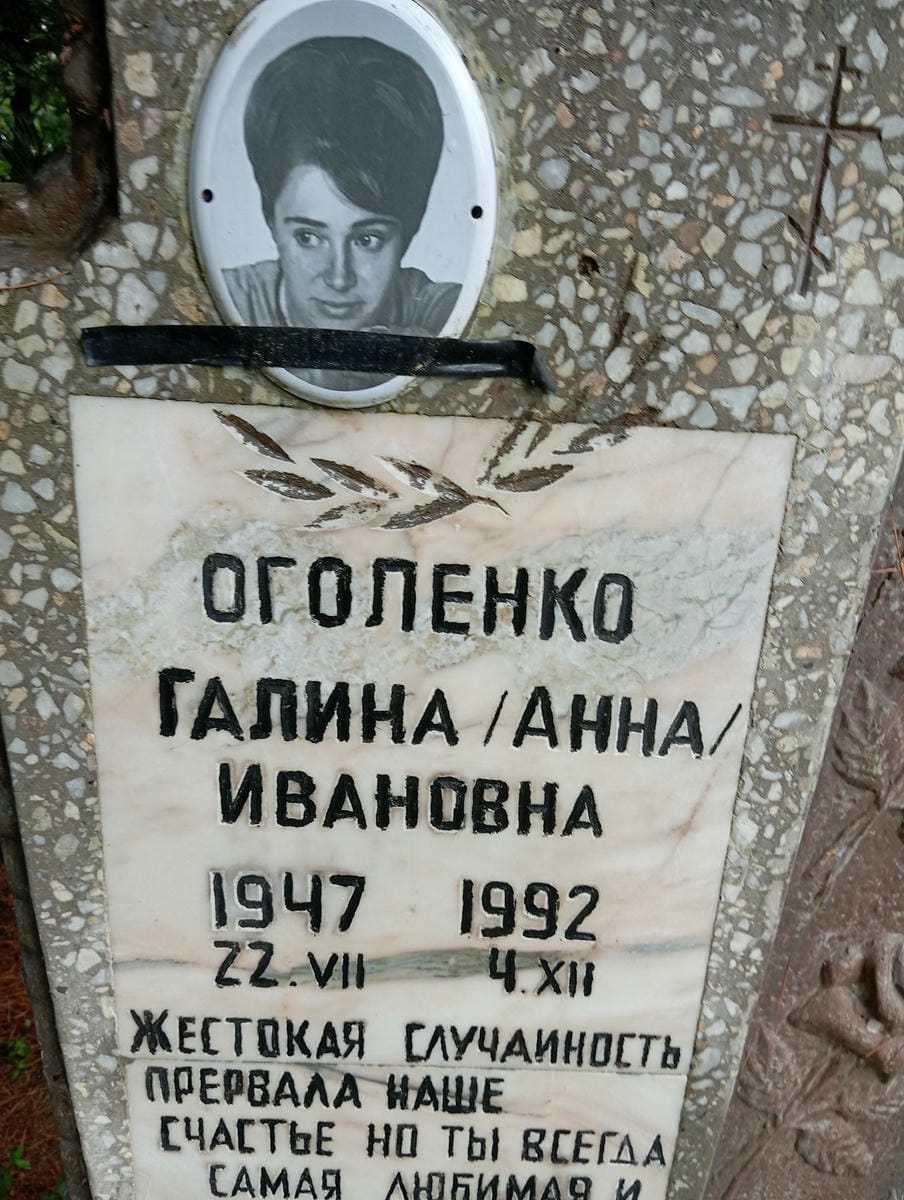 ОГОЛЕНКО
ГАЛИНА /АННА/
ИВАНОВНА
1947 1992
22.VII 4.XII
ЖЕСТОКАЯ СЛУЧАИНОСТЬ
ПРЕРВАЛА НАШЕ
СЧАСТЬЕ НО ТЫ ВСЕГДА
САМАЯ ЛЮБИМАЯ И